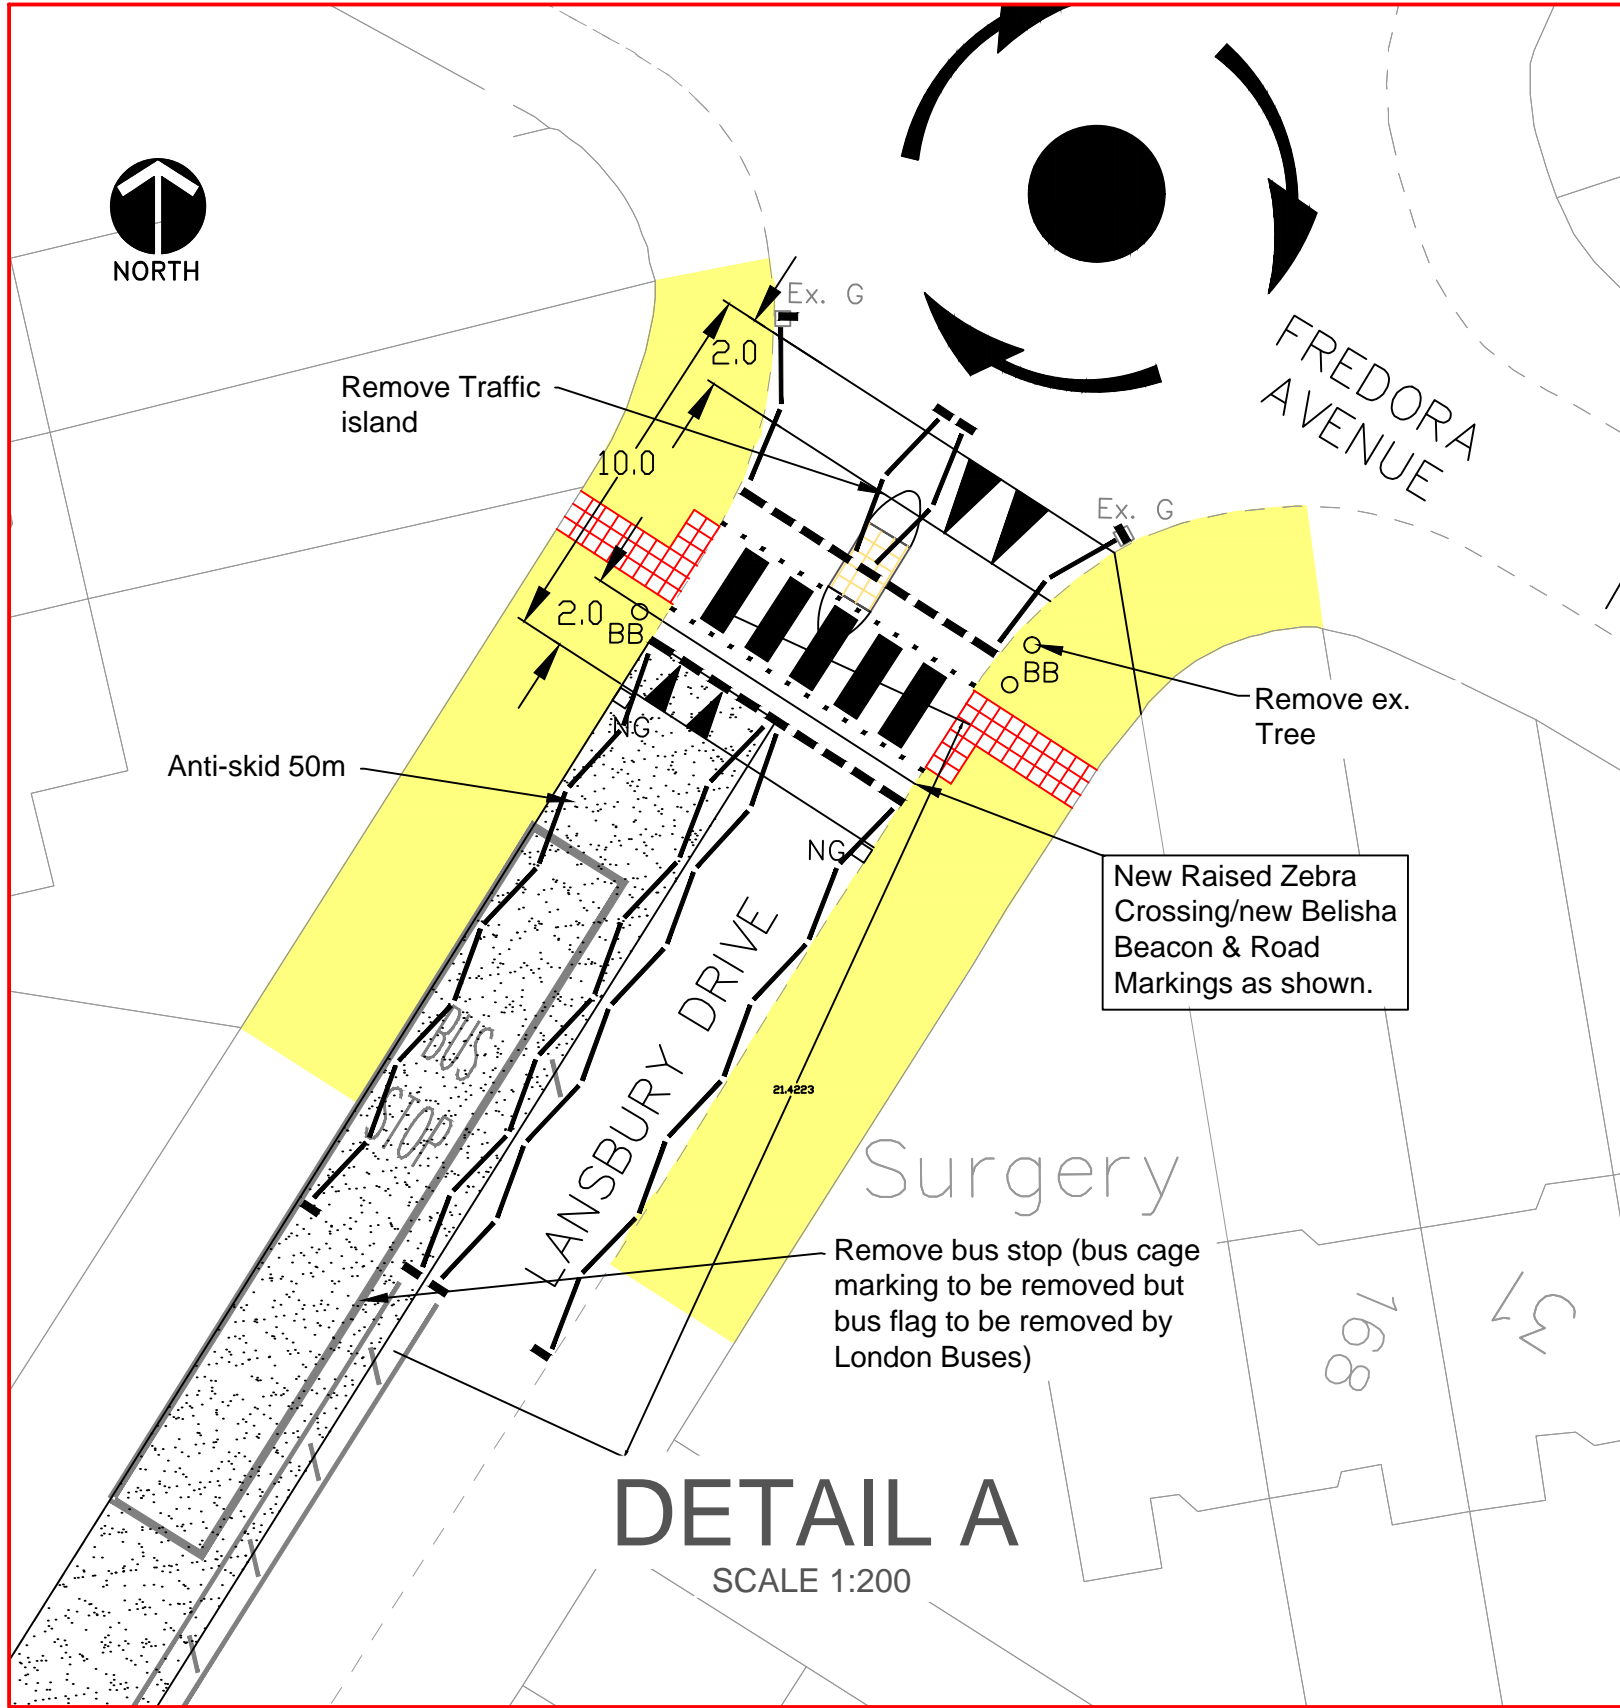 NORTH
Ex. G
2.0
Remove Traffic
island
10.0
FREDORA
AVENUE
Ex. G
2.0
BB
BB
Remove ex.
Tree
NG
Anti-skid 50m
NG
New Raised Zebra
Crossing/new Belisha
Beacon & Road
Markings as shown.
LANSBURY DRIVE
BUS
STOP
21.4223
Surgery
Remove bus stop (bus cage
marking to be removed but
bus flag to be removed by
London Buses)
168
31
DETAIL A
SCALE 1:200